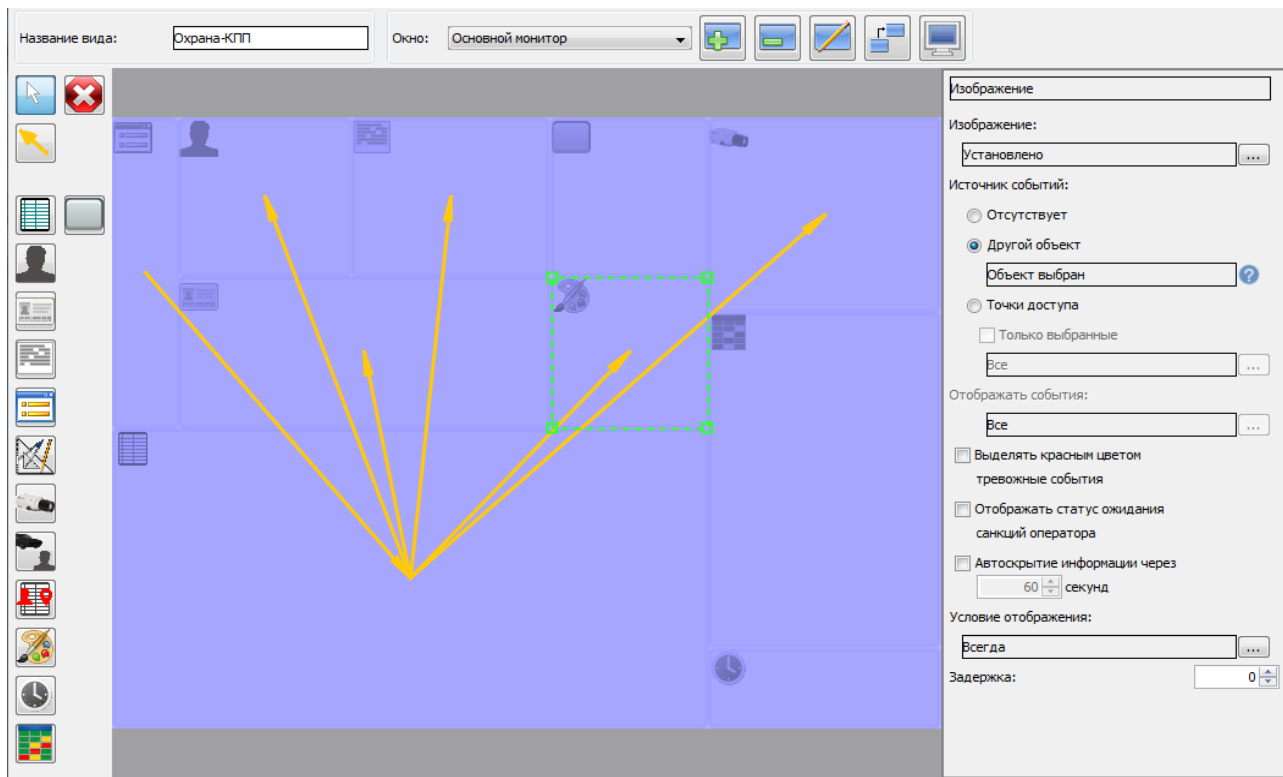 Название вида:
Охрана-КПП
Окно:
Основной монитор
Изображение
Изображение:
Установлено
...
Источник событий:
Отсутствует
Другой объект
Объект выбран
?
Точки доступа
Только выбранные
Все
...
Отображать события:
Все
...
Выделять красным цветом
тревожные события
Отображать статус ожидания
санкций оператора
Автоскрытие информации через
60
секунд
Условие отображения:
Всегда
...
Задержка:
0